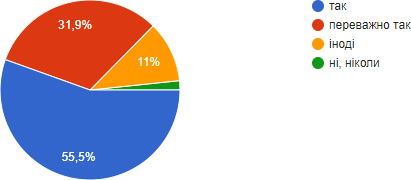 31,9%
11%
55,5%
так
переважно так
іноді
ні, ніколи